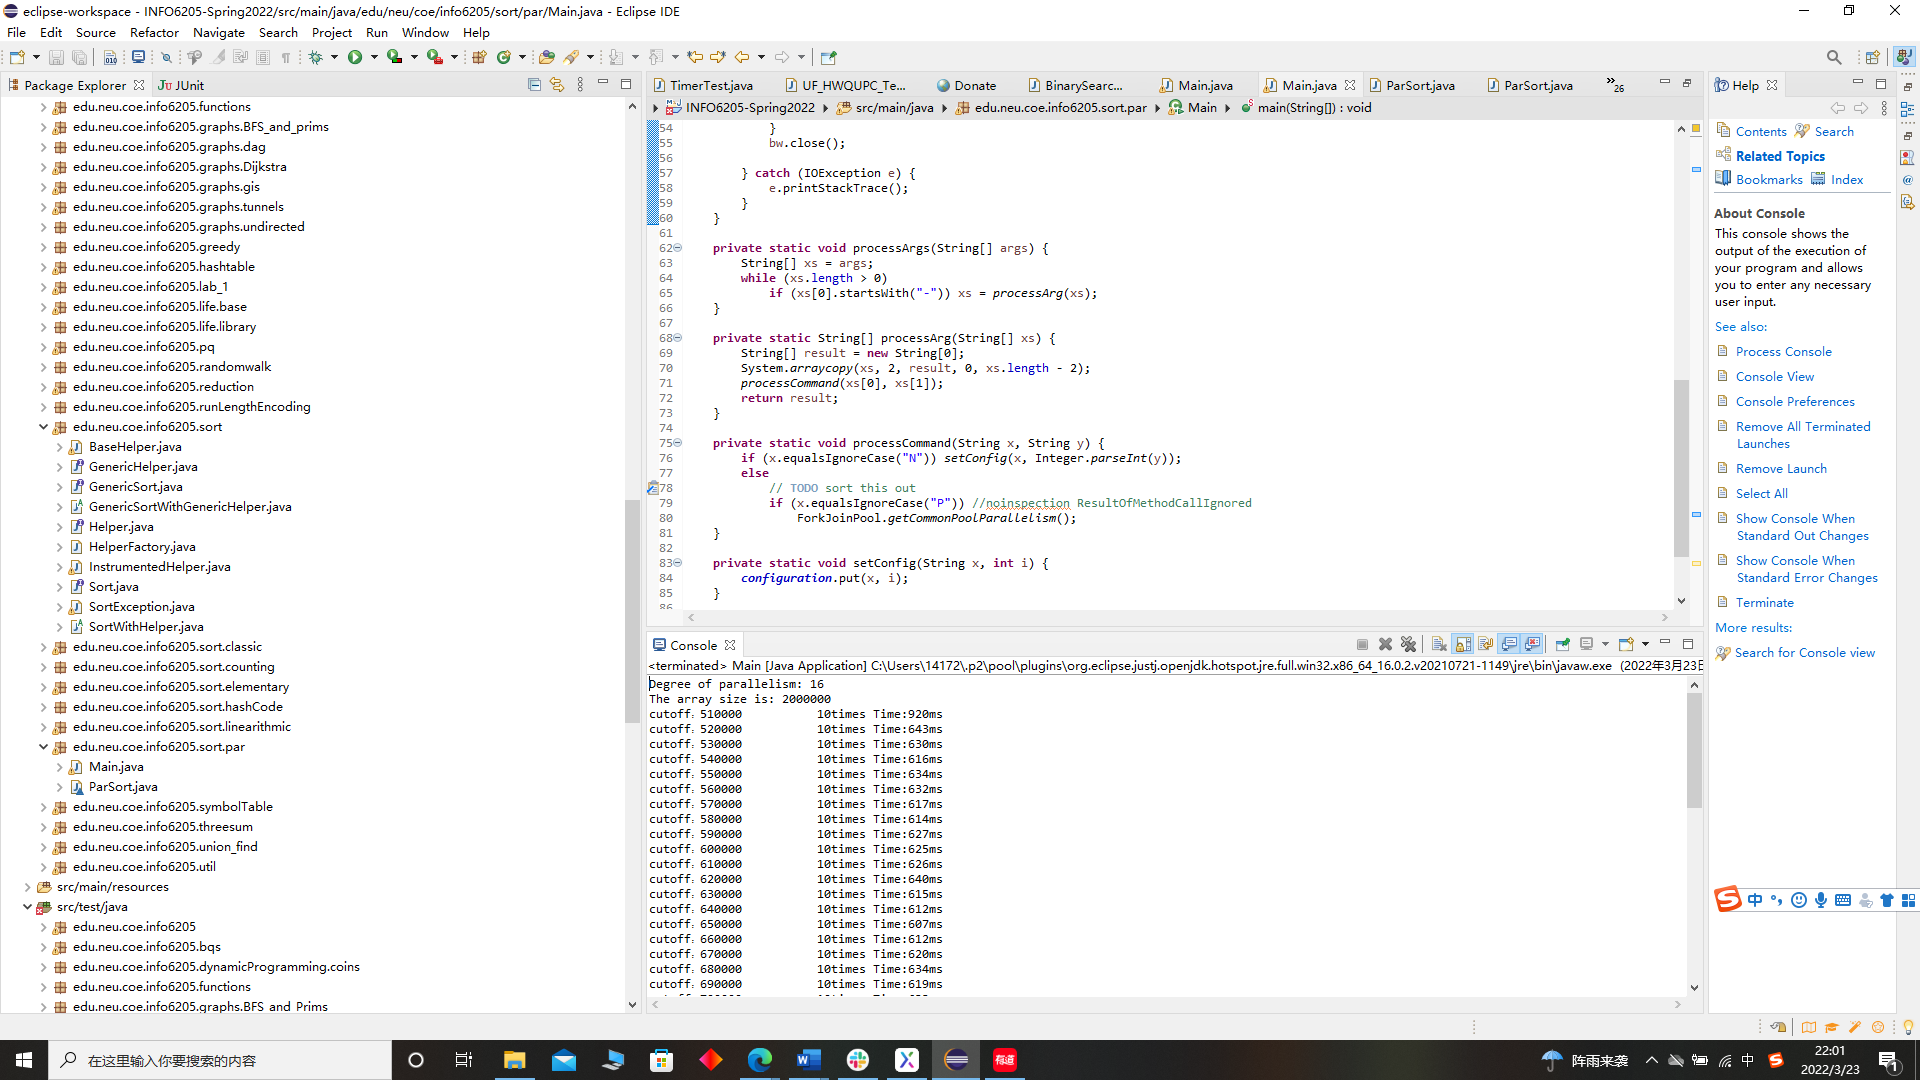 eclipse-workspace - INFO6205-Spring2022/src/main/java/edu/neu/coe/info6205/sort/par/Main.java - Eclipse IDE
File Edit Source Refactor Navigate Search Project Run Window Help
Package Explorer
JUnit
edu.neu.coe.info6205.functions
edu.neu.coe.info6205.graphs.BFS_and_prims
edu.neu.coe.info6205.graphs.dag
edu.neu.coe.info6205.graphs.Dijkstra
edu.neu.coe.info6205.graphs.gis
edu.neu.coe.info6205.graphs.tunnels
edu.neu.coe.info6205.graphs.undirected
edu.neu.coe.info6205.greedy
edu.neu.coe.info6205.hashtable
edu.neu.coe.info6205.lab_1
edu.neu.coe.info6205.life.base
edu.neu.coe.info6205.life.library
edu.neu.coe.info6205.pq
edu.neu.coe.info6205.randomwalk
edu.neu.coe.info6205.reduction
edu.neu.coe.info6205.runLengthEncoding
edu.neu.coe.info6205.sort
BaseHelper.java
GenericHelper.java
GenericSort.java
GenericSortWithGenericHelper.java
Helper.java
HelperFactory.java
InstrumentedHelper.java
Sort.java
SortException.java
SortWithHelper.java
edu.neu.coe.info6205.sort.classic
edu.neu.coe.info6205.sort.counting
edu.neu.coe.info6205.sort.elementary
edu.neu.coe.info6205.sort.hashCode
edu.neu.coe.info6205.sort.linearithmic
edu.neu.coe.info6205.sort.par
Main.java
ParSort.java
edu.neu.coe.info6205.symbolTable
edu.neu.coe.info6205.threesum
edu.neu.coe.info6205.union_find
edu.neu.coe.info6205.util
src/main/resources
src/test/java
edu.neu.coe.info6205
edu.neu.coe.info6205.bqs
edu.neu.coe.info6205.dynamicProgramming.coins
edu.neu.coe.info6205.functions
edu.neu.coe.info6205.graphs.BFS_and_Prims
TimerTest.java UF_HWQUPC_Te... Donate BinarySearc... Main.java Main.java ParSort.java ParSort.java 26
INFO6205-Spring2022 src/main/java edu.neu.coe.info6205.sort.par Main main(String[]) : void
54 }
55 bw.close();
56
57 } catch (IOException e) {
58 e.printStackTrace();
59 }
60 }
61
62 private static void processArgs(String[] args) {
63 String[] xs = args;
64 while (xs.length > 0)
65 if (xs[0].startsWith("-")) xs = processArg(xs);
66 }
67
68 private static String[] processArg(String[] xs) {
69 String[] result = new String[0];
70 System.arraycopy(xs, 2, result, 0, xs.length - 2);
71 processCommand(xs[0], xs[1]);
72 return result;
73 }
74
75 private static void processCommand(String x, String y) {
76 if (x.equalsIgnoreCase("N")) setConfig(x, Integer.parseInt(y));
77 else
78 // TODO sort this out
79 if (x.equalsIgnoreCase("P")) //noinspection ResultOfMethodCallIgnored
80 ForkJoinPool.getCommonPoolParallelism();
81 }
82
83 private static void setConfig(String x, int i) {
84 configuration.put(x, i);
85 }
86
Console
<terminated> Main [Java Application] C:\Users\14172\.p2\pool\plugins\org.eclipse.justj.openjdk.hotspot.jre.full.win32.x86_64_16.0.2.v20210721-1149\jre\bin\javaw.exe (2022年3月23日
Degree of parallelism: 16
The array size is: 2000000
cutoff：510000 10times Time:920ms
cutoff：520000 10times Time:643ms
cutoff：530000 10times Time:630ms
cutoff：540000 10times Time:616ms
cutoff：550000 10times Time:634ms
cutoff：560000 10times Time:632ms
cutoff：570000 10times Time:617ms
cutoff：580000 10times Time:614ms
cutoff：590000 10times Time:627ms
cutoff：600000 10times Time:625ms
cutoff：610000 10times Time:626ms
cutoff：620000 10times Time:640ms
cutoff：630000 10times Time:615ms
cutoff：640000 10times Time:612ms
cutoff：650000 10times Time:607ms
cutoff：660000 10times Time:612ms
cutoff：670000 10times Time:620ms
cutoff：680000 10times Time:634ms
cutoff：690000 10times Time:619ms
Help
Contents Search
Related Topics
Bookmarks Index
About Console
This console shows the
output of the execution of
your program and allows
you to enter any necessary
user input.
See also:
Process Console
Console View
Console Preferences
Remove All Terminated
Launches
Remove Launch
Select All
Show Console When
Standard Out Changes
Show Console When
Standard Error Changes
Terminate
More results:
Search for Console view
中
在这里输入你要搜索的内容
有道
阵雨来袭
中
22:01
2022/3/23
1